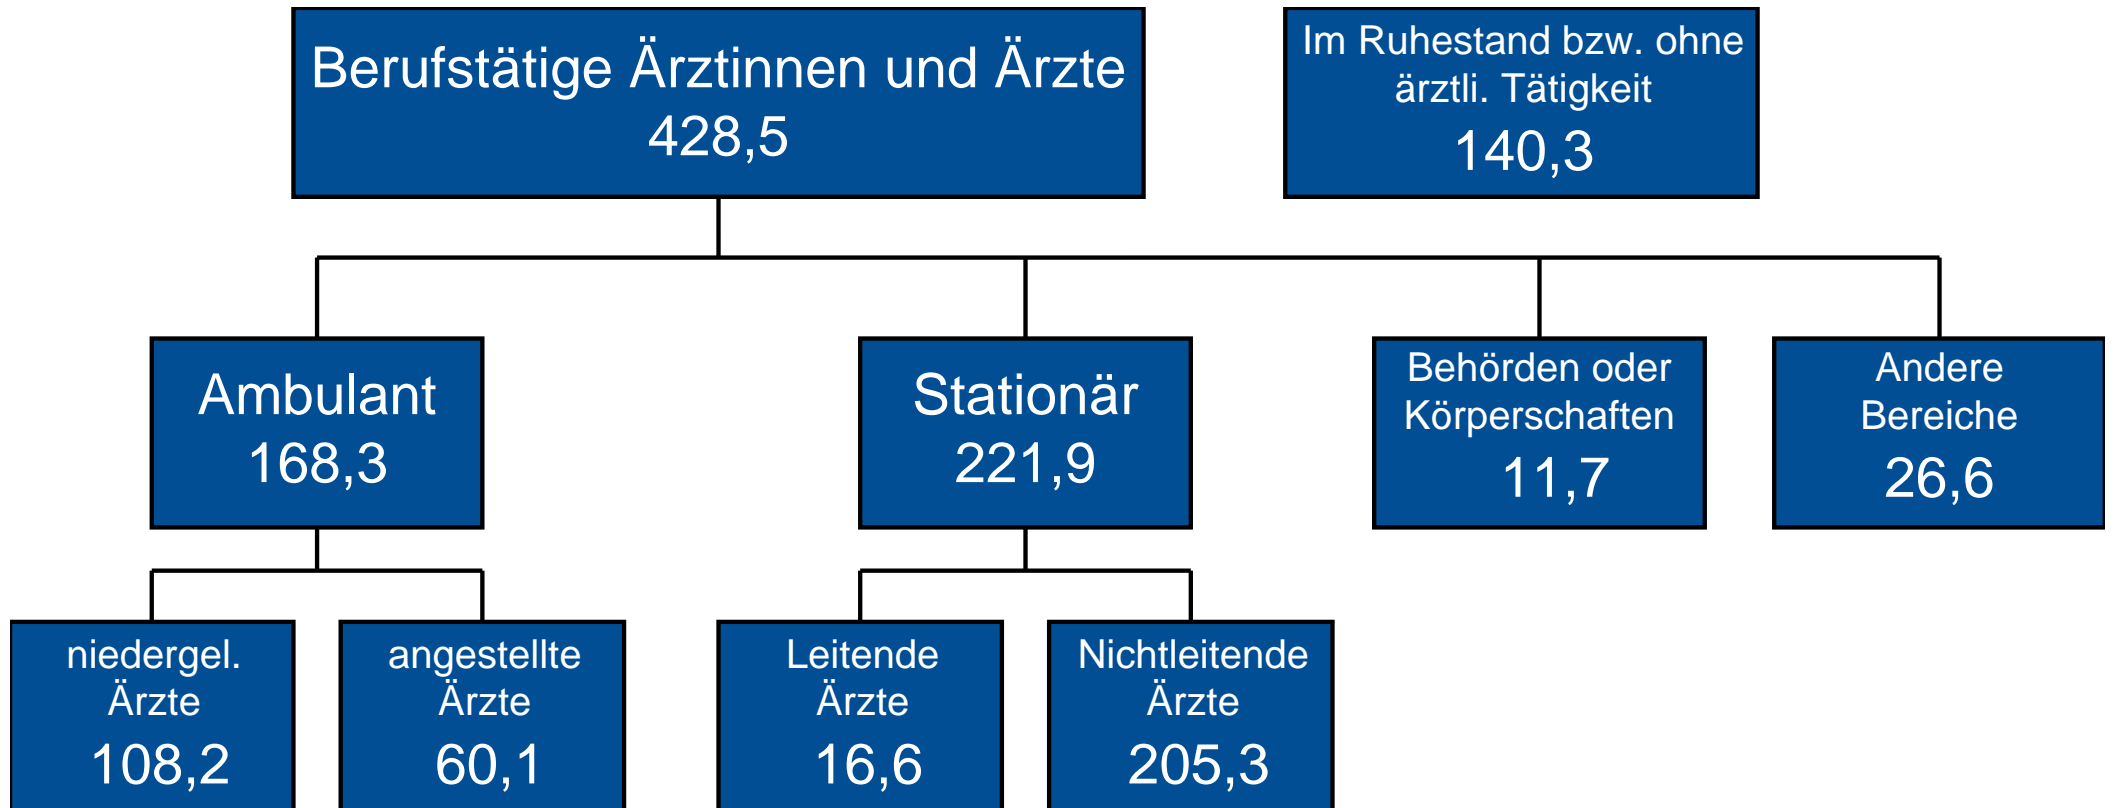 Berufstätige Ärztinnen und Ärzte
428,5
Im Ruhestand bzw. ohne
ärztli. Tätigkeit
140,3
Ambulant
168,3
Stationär
221,9
Behörden oder
Körperschaften
11,7
Andere
Bereiche
26,6
niedergel.
Ärzte
108,2
angestellte
Ärzte
60,1
Leitende
Ärzte
16,6
Nichtleitende
Ärzte
205,3